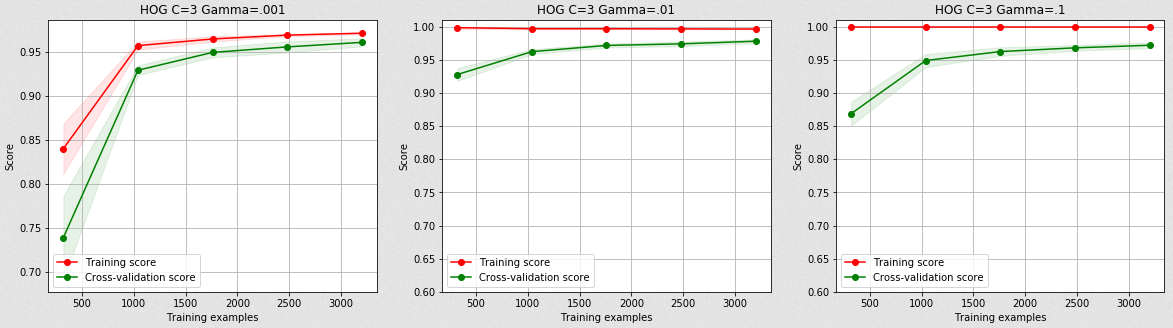 HOG C=3 Gamma=.001
0.95
0.90
0.85
0.80
0.75
0.70
Score
Training score
Cross-validation score
500
1000
1500
2000
2500
3000
Training examples
HOG C=3 Gamma=.01
1.00
0.95
0.90
0.85
0.80
0.75
0.70
0.65
0.60
Score
Training score
Cross-validation score
500
1000
1500
2000
2500
3000
Training examples
HOG C=3 Gamma=.1
1.00
0.95
0.90
0.85
0.80
0.75
0.70
0.65
0.60
Score
Training score
Cross-validation score
500
1000
1500
2000
2500
3000
Training examples